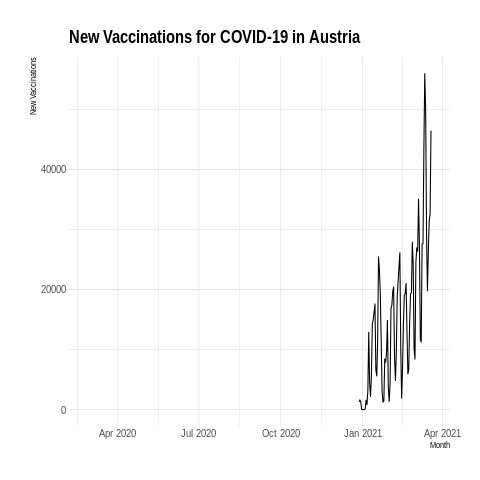 New Vaccinations for COVID-19 in Austria
New Vaccinations
40000
20000
0
Apr 2020 Jul 2020 Oct 2020 Jan 2021 Apr 2021
Month